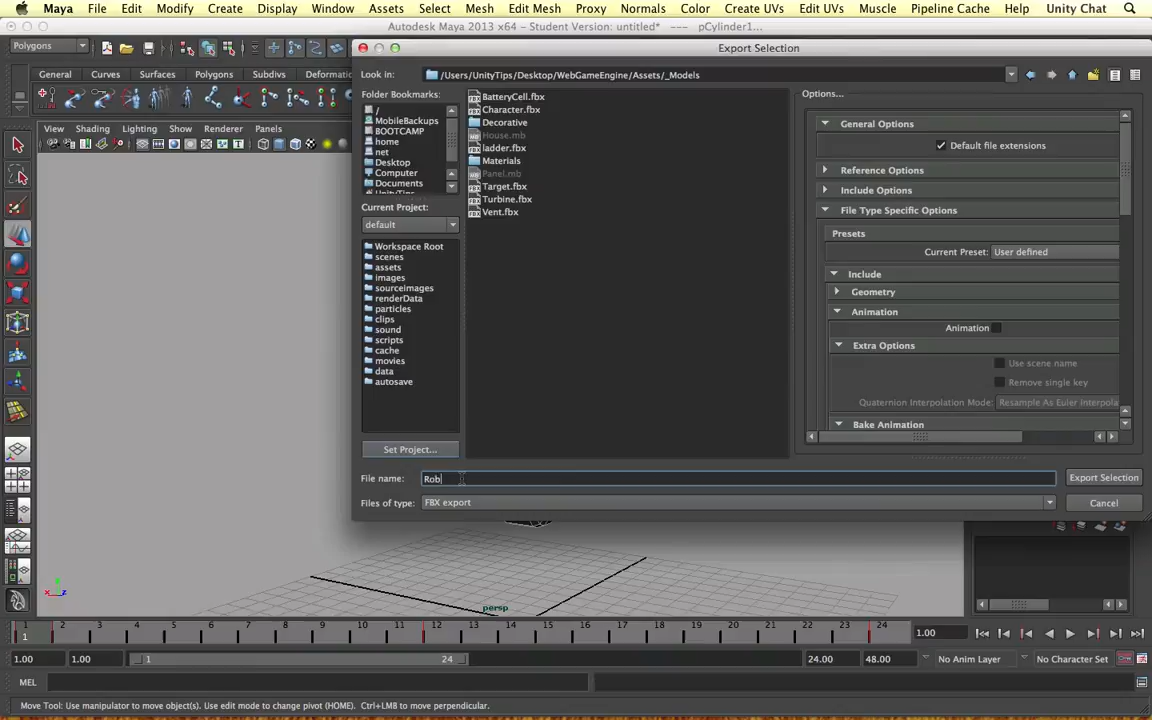 Maya File Edit Modify Create Display Window Assets Select Mesh Edit Mesh Proxy Normals Color Create UVs Edit UVs Muscle Pipeline Cache Help Unity Chat
Autodesk Maya 2013 x64 - Student Version: untitled* --- pCylinder1...
Polygons
Export Selection
General Curves Surfaces Polygons Subdivs Deformat
Look in: /Users/UnityTips/Desktop/WebGameEngine/Assets/_Models
Folder Bookmarks:
Options...
/
MobileBackups
BOOTCAMP
home
net
Desktop
Computer
Documents
UnityTips
BatteryCell.fbx
Character.fbx
Decorative
House.mb
ladder.fbx
Materials
Panel.mb
Target.fbx
Turbine.fbx
Vent.fbx
General Options
Default file extensions
Reference Options
Include Options
File Type Specific Options
Presets
Current Preset: User defined
Include
Geometry
Animation
Animation
Extra Options
Use scene name
Remove single key
Quaternion Interpolation Mode: Resample As Euler Interpola
Bake Animation
View Shading Lighting Show Renderer Panels
Current Project:
default
Workspace Root
scenes
assets
images
sourceimages
renderData
particles
clips
sound
scripts
cache
movies
data
autosave
Set Project...
File name: Rob Export Selection
Files of type: FBX export Cancel
x y z
persp
1 2 3 4 5 6 7 8 9 10 11 12 13 14 15 16 17 18 19 20 21 22 23 24
1 1.00
1.00 1.00 1 24 24.00 48.00 No Anim Layer No Character Set
MEL
Move Tool: Use manipulator to move object(s). Use edit mode to change pivot (HOME). Ctrl+LMB to move perpendicular.